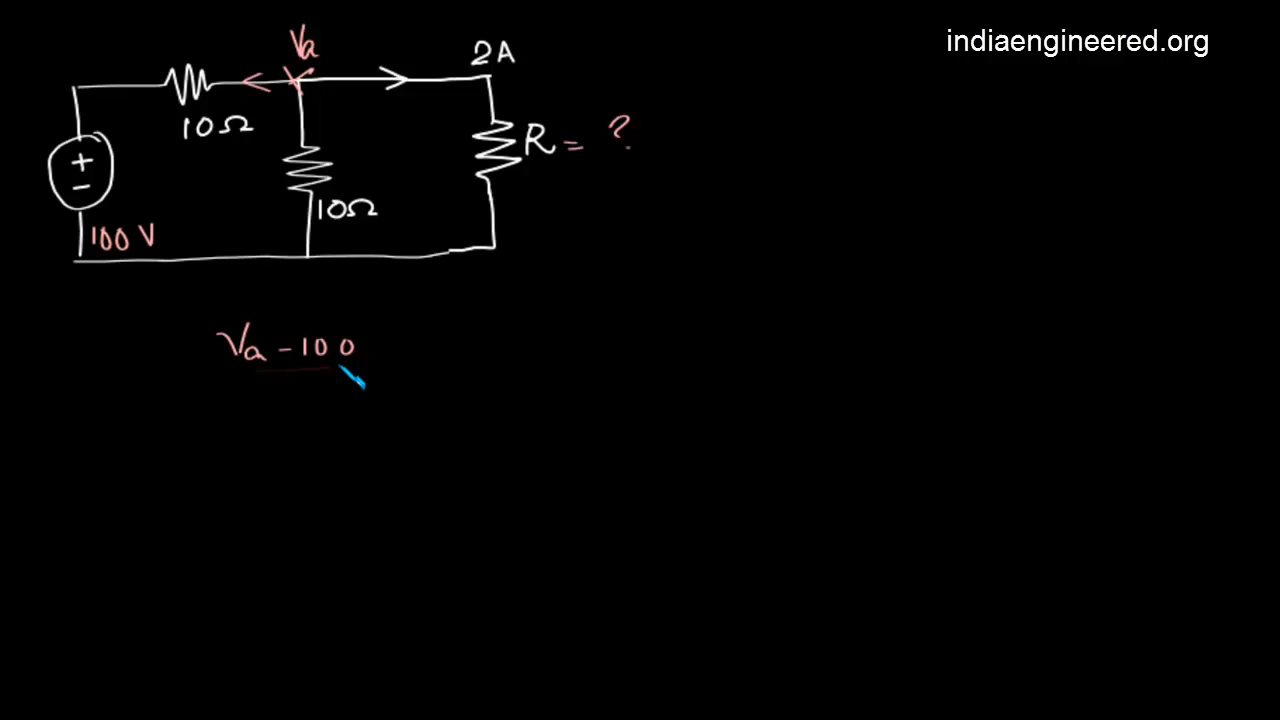 indiaengineered.org
Va
2A
10Ω
R = ?
+
−
10Ω
100 V
Va - 100